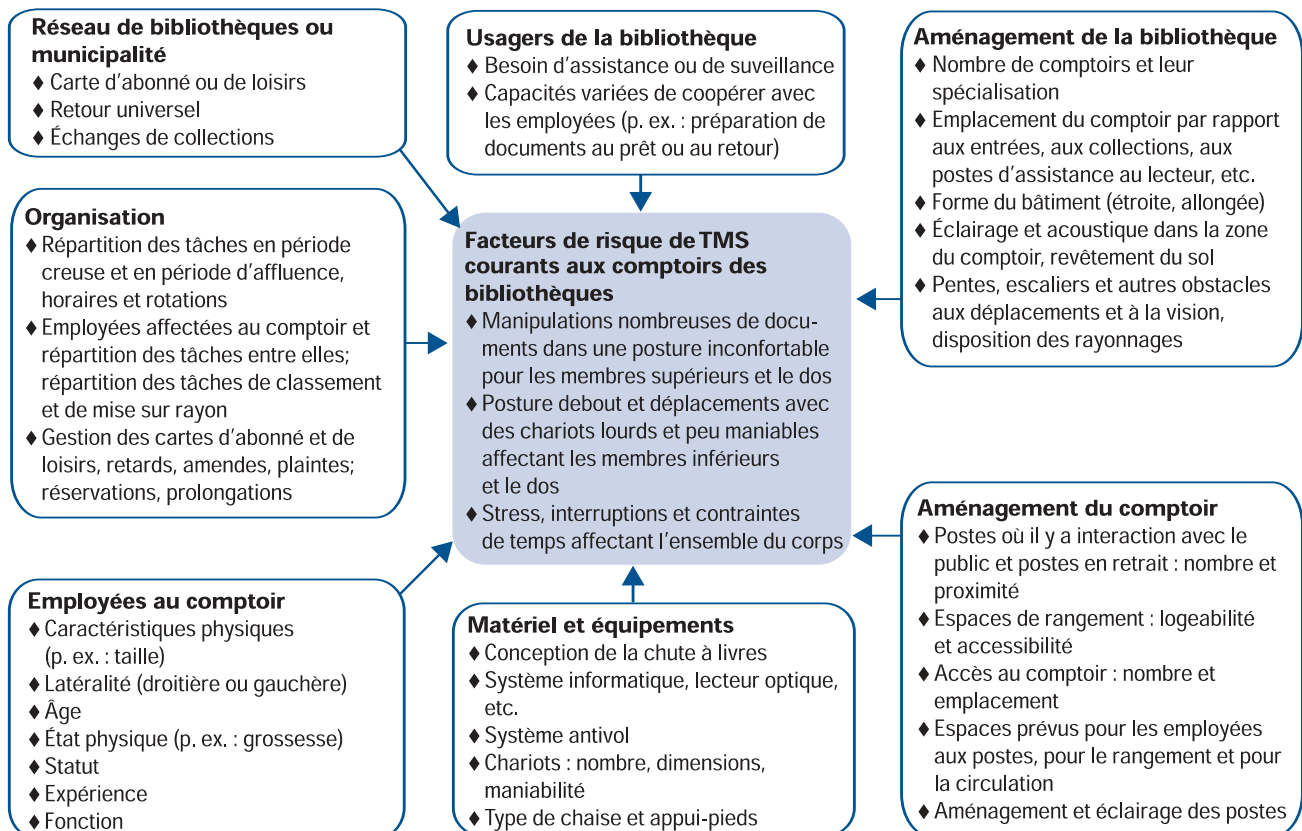 Réseau de bibliothèques ou
municipalité
♦ Carte d'abonné ou de loisirs
♦ Retour universel
♦ Échanges de collections
Usagers de la bibliothèque
♦ Besoin d'assistance ou de suveillance
♦ Capacités variées de coopérer avec
les employées (p. ex. : préparation de
documents au prêt ou au retour)
Aménagement de la bibliothèque
♦ Nombre de comptoirs et leur
spécialisation
♦ Emplacement du comptoir par rapport
aux entrées, aux collections, aux
postes d'assistance au lecteur, etc.
♦ Forme du bâtiment (étroite, allongée)
♦ Éclairage et acoustique dans la zone
du comptoir, revêtement du sol
♦ Pentes, escaliers et autres obstacles
aux déplacements et à la vision,
disposition des rayonnages
Organisation
♦ Répartition des tâches en période
creuse et en période d'affluence,
horaires et rotations
♦ Employées affectées au comptoir et
répartition des tâches entre elles;
répartition des tâches de classement
et de mise sur rayon
♦ Gestion des cartes d'abonné et de
loisirs, retards, amendes, plaintes;
réservations, prolongations
Facteurs de risque de TMS
courants aux comptoirs des
bibliothèques
♦ Manipulations nombreuses de docu-
ments dans une posture inconfortable
pour les membres supérieurs et le dos
♦ Posture debout et déplacements avec
des chariots lourds et peu maniables
affectant les membres inférieurs
et le dos
♦ Stress, interruptions et contraintes
de temps affectant l'ensemble du corps
Employées au comptoir
♦ Caractéristiques physiques
(p. ex. : taille)
♦ Latéralité (droitière ou gauchère)
♦ Âge
♦ État physique (p. ex. : grossesse)
♦ Statut
♦ Expérience
♦ Fonction
Matériel et équipements
♦ Conception de la chute à livres
♦ Système informatique, lecteur optique,
etc.
♦ Système antivol
♦ Chariots : nombre, dimensions,
maniabilité
♦ Type de chaise et appui-pieds
Aménagement du comptoir
♦ Postes où il y a interaction avec le
public et postes en retrait : nombre et
proximité
♦ Espaces de rangement : logeabilité
et accessibilité
♦ Accès au comptoir : nombre et
emplacement
♦ Espaces prévus pour les employées
aux postes, pour le rangement et pour
la circulation
♦ Aménagement et éclairage des postes